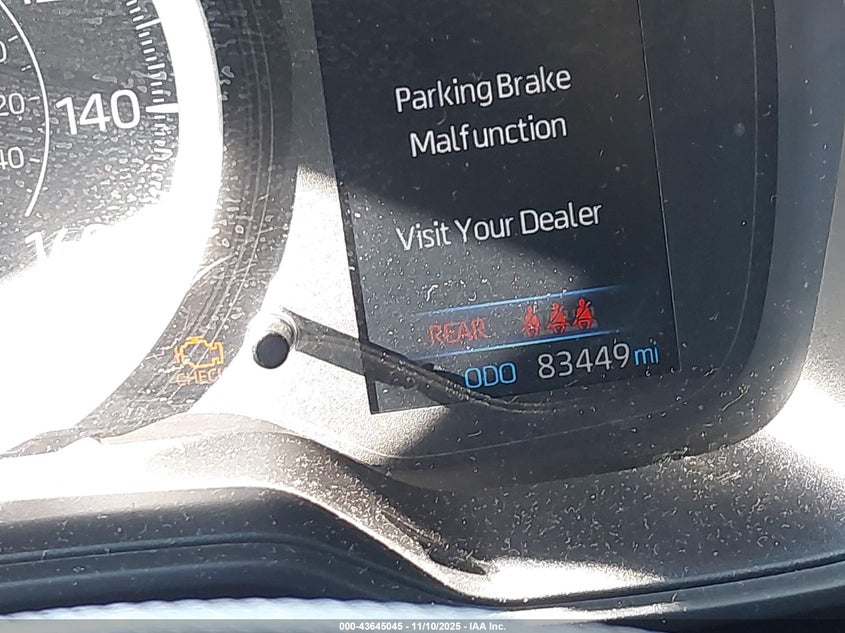 140
20
40
Parking Brake
Malfunction
Visit Your Dealer
REAR
CHECK
ODO 83449 mi
000-43645045 - 11/10/2025 - IAA Inc.